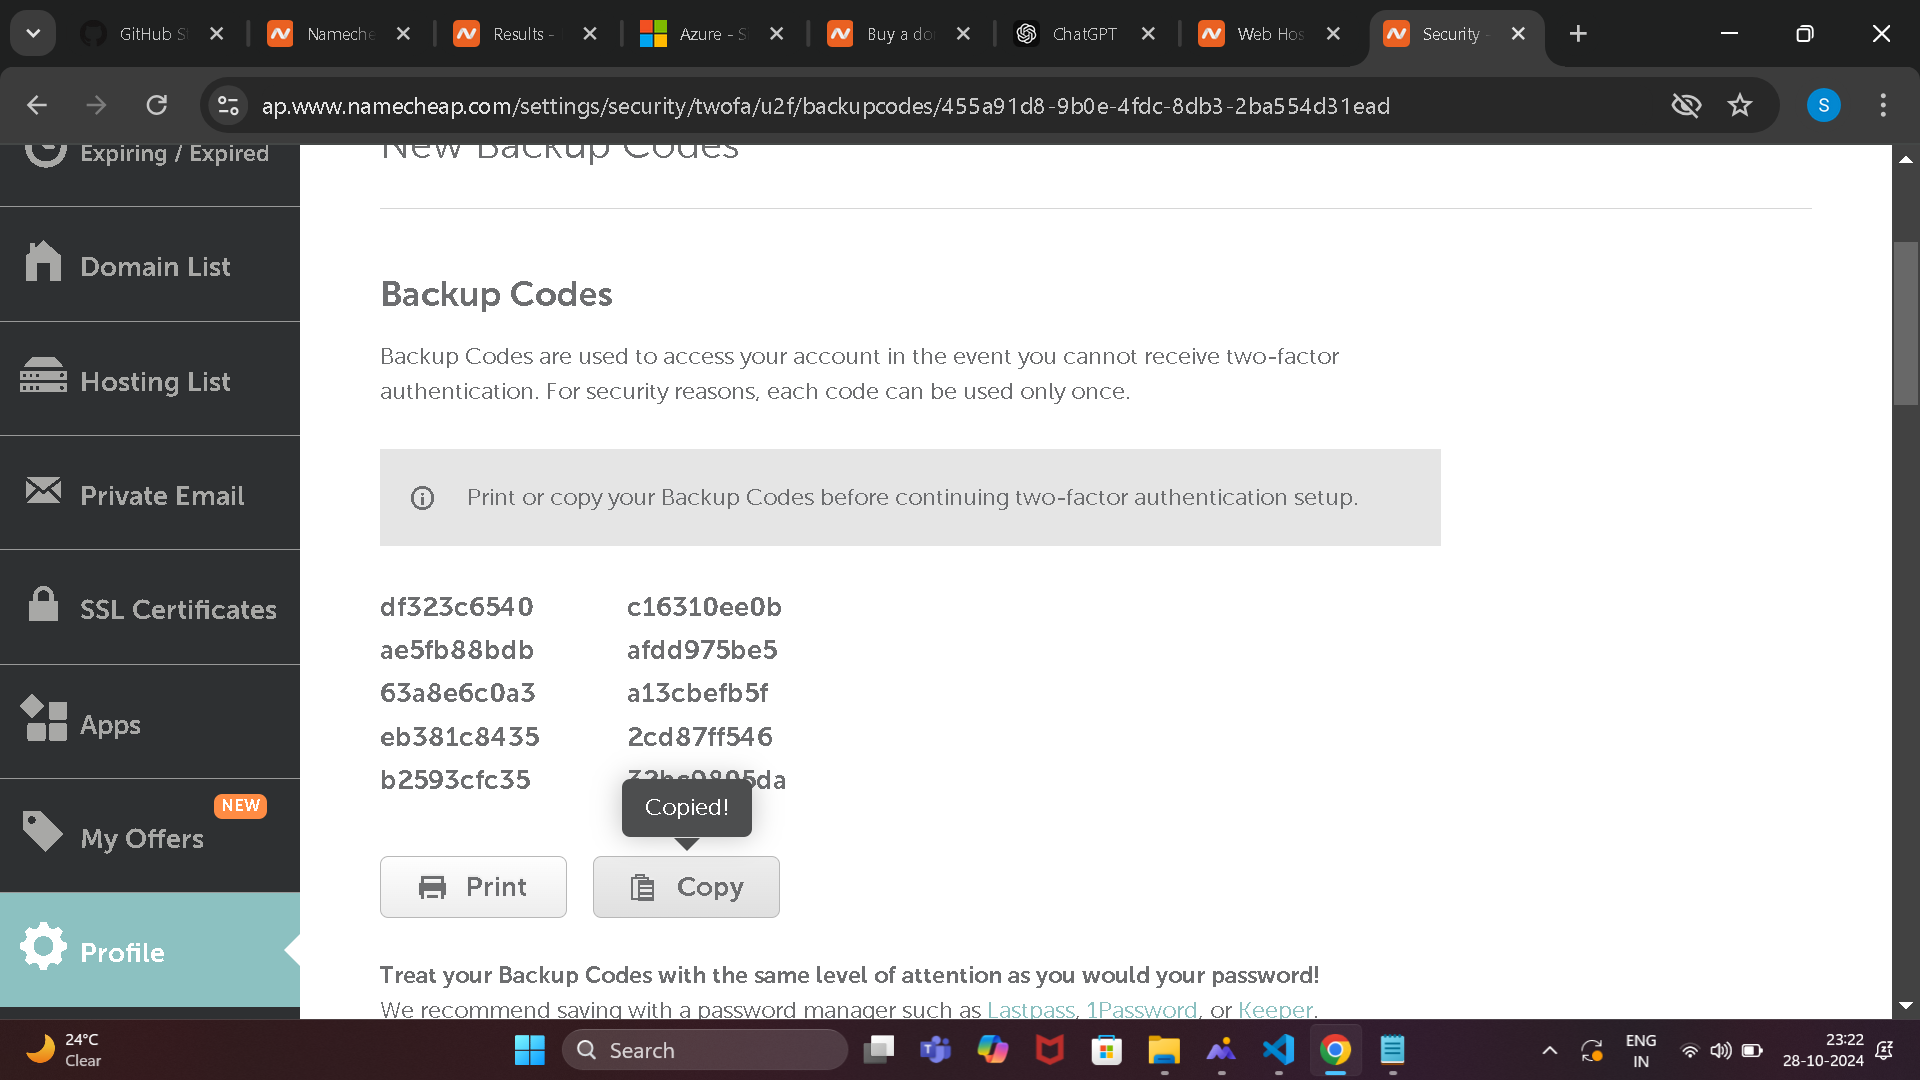 GitHub S
Nameche
Results -
Azure - S
Buy a do
ChatGPT
Web Hos
Security -
ap.www.namecheap.com/settings/security/twofa/u2f/backupcodes/455a91d8-9b0e-4fdc-8db3-2ba554d31ead
S
Expiring / Expired
Domain List
Hosting List
Private Email
SSL Certificates
Apps
NEW
My Offers
Profile
New Backup Codes
Backup Codes
Backup Codes are used to access your account in the event you cannot receive two-factor
authentication. For security reasons, each code can be used only once.
Print or copy your Backup Codes before continuing two-factor authentication setup.
df323c6540 c16310ee0b
ae5fb88bdb afdd975be5
63a8e6c0a3 a13cbefb5f
eb381c8435 2cd87ff546
b2593cfc35
Copied!
Print
Copy
Treat your Backup Codes with the same level of attention as you would your password!
We recommend saving with a password manager such as Lastpass, 1Password, or Keeper.
24°C
Clear
Search
ENG
IN
23:22
28-10-2024